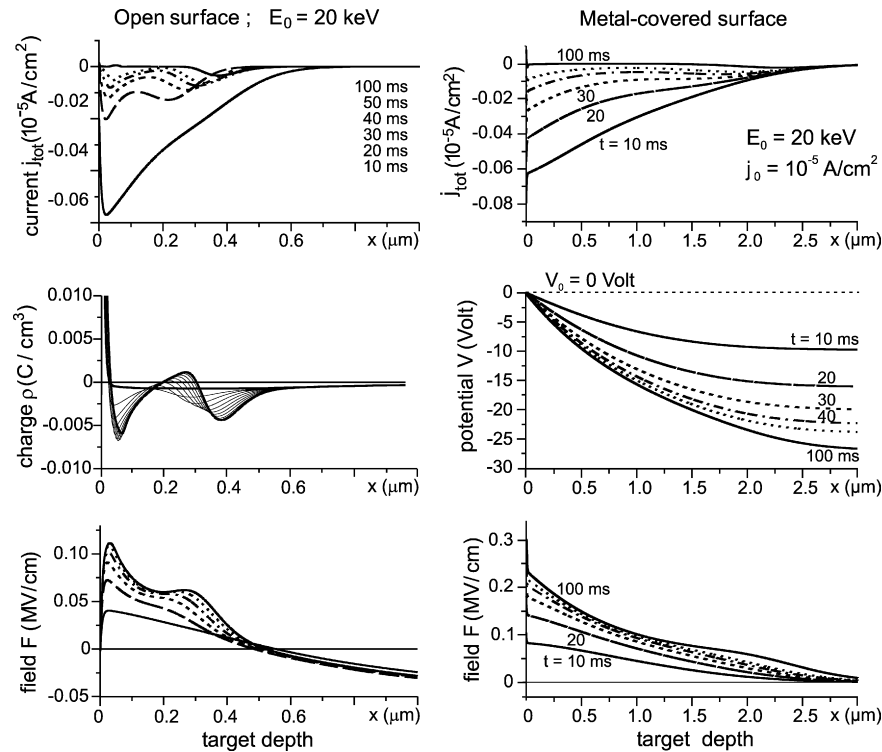 Open surface ; E₀ = 20 keV
0
-0.02
-0.04
-0.06
current jtot(10⁻⁵A/cm²)
100 ms
50 ms
40 ms
30 ms
20 ms
10 ms
0 0.2 0.4 0.6 x (μm)
Metal-covered surface
0
-0.02
-0.04
-0.06
-0.08
jtot (10⁻⁵A/cm²)
100 ms
30
20
t = 10 ms
E₀ = 20 keV
j₀ = 10⁻⁵ A/cm²
0 0.5 1.0 1.5 2.0 2.5 x (μm)
0.010
0.005
0
-0.005
-0.010
charge ρ (C / cm³)
0 0.2 0.4 0.6 x (μm)
V₀ = 0 Volt
0
-5
-10
-15
-20
-25
-30
potential V (Volt)
t = 10 ms
20
30
40
100 ms
0 0.5 1.0 1.5 2.0 2.5 x (μm)
0.10
0.05
0
-0.05
field F (MV/cm)
0 0.2 0.4 0.6 x (μm)
target depth
0.3
0.2
0.1
0
field F (MV/cm)
100 ms
20
t = 10 ms
0 0.5 1.0 1.5 2.0 2.5 x (μm)
target depth